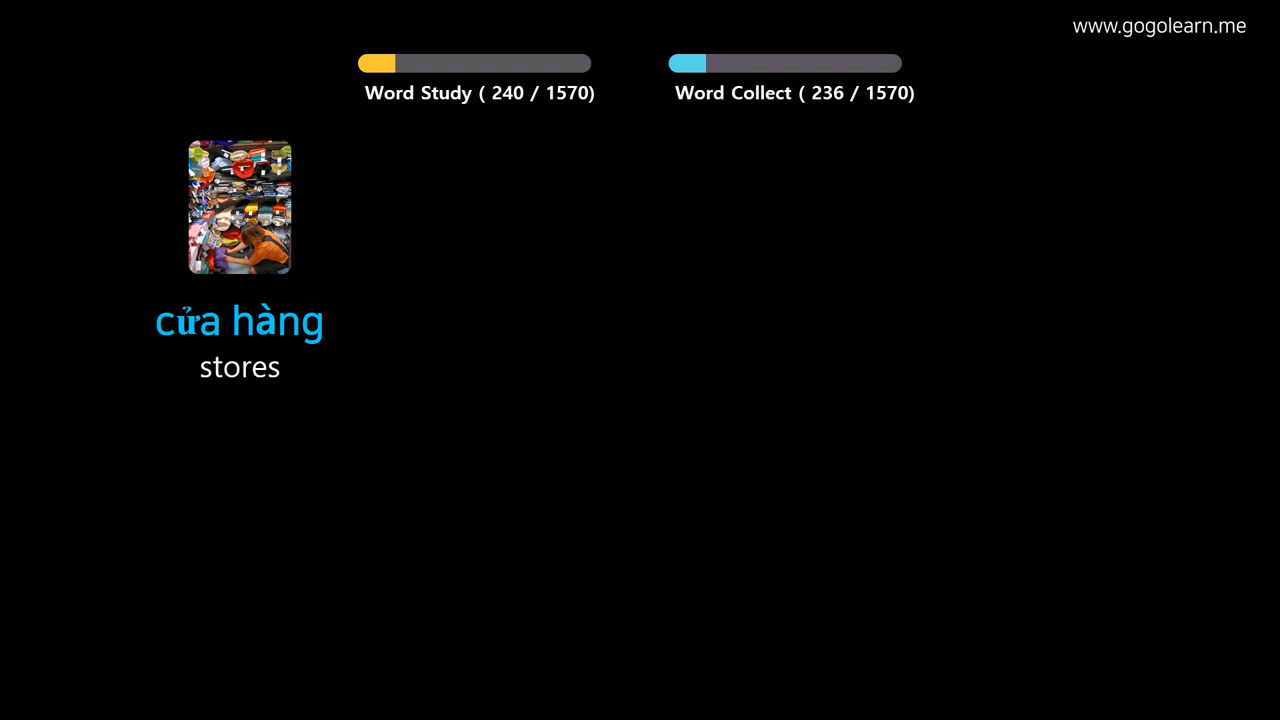 www.gogolearn.me
Word Study ( 240 / 1570)
Word Collect ( 236 / 1570)
cửa hàng
stores